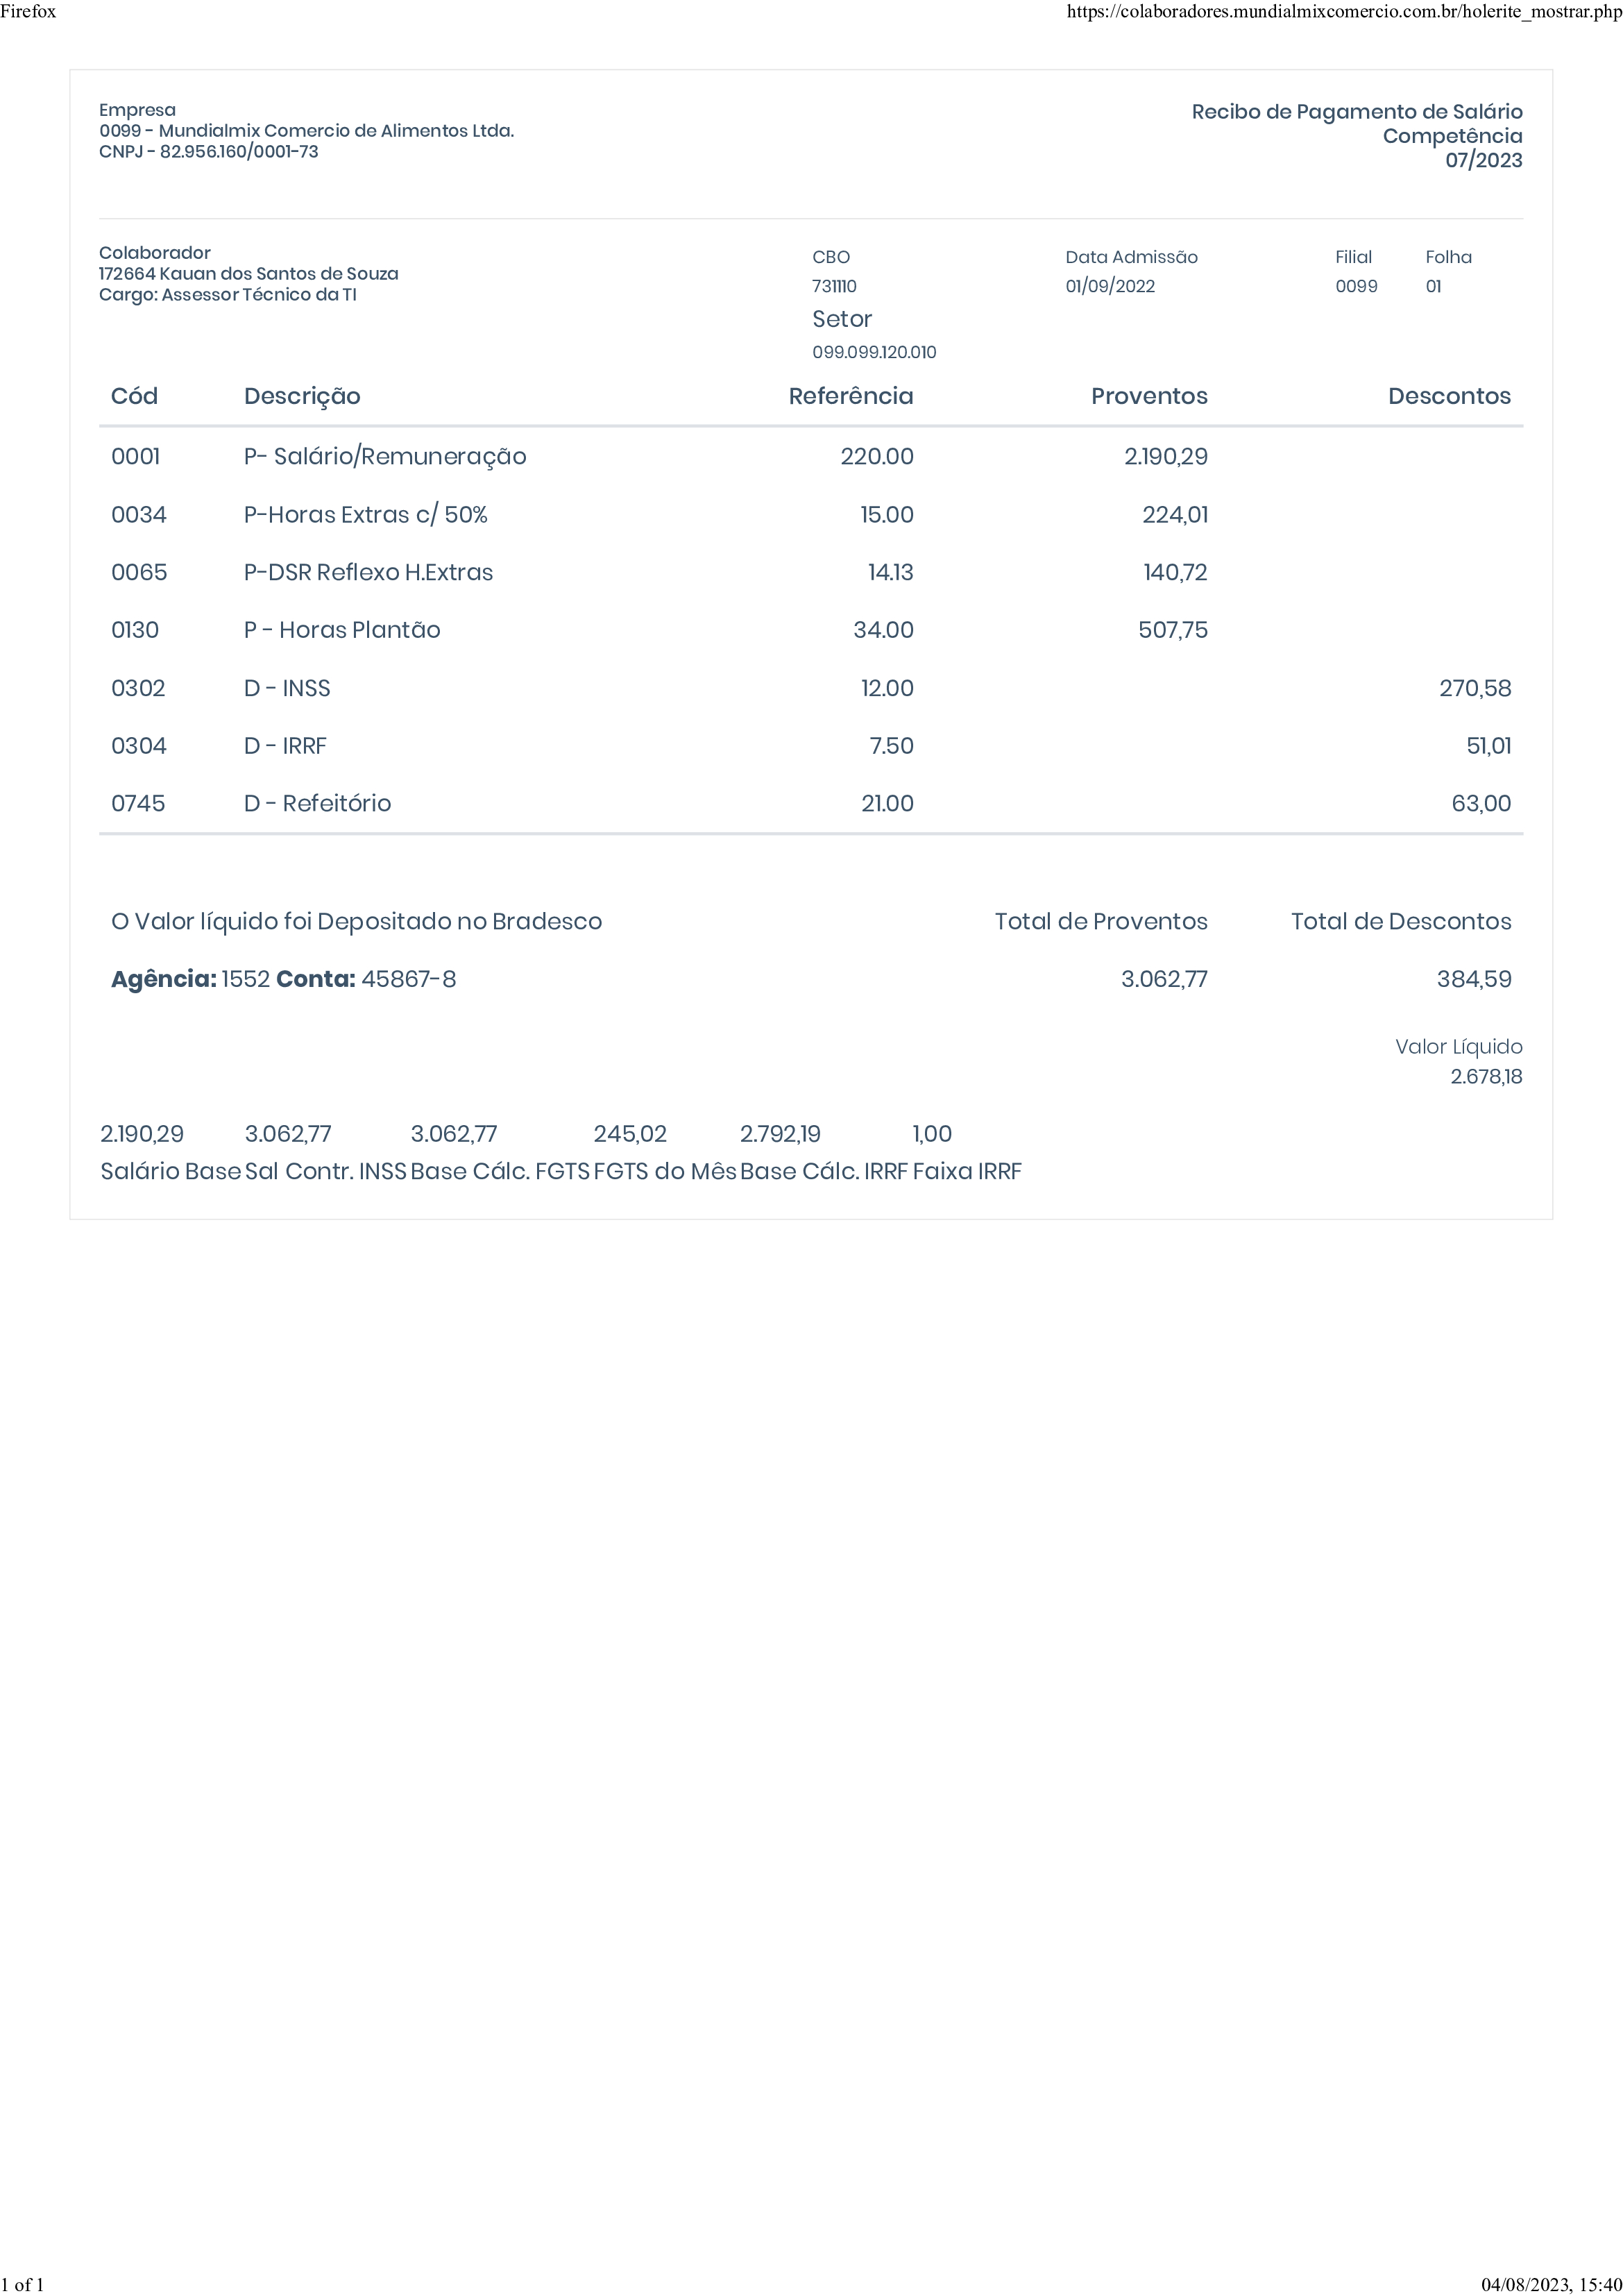 Firefox https://colaboradores.mundialmixcomercio.com.br/holerite_mostrar.php
Empresa
0099 - Mundialmix Comercio de Alimentos Ltda.
CNPJ - 82.956.160/0001-73
Recibo de Pagamento de Salário
Competência
07/2023
Colaborador
172664 Kauan dos Santos de Souza
Cargo: Assessor Técnico da TI
CBO Data Admissão Filial Folha
731110 01/09/2022 0099 01
Setor
099.099.120.010
Cód Descrição Referência Proventos Descontos
0001 P- Salário/Remuneração 220.00 2.190,29
0034 P-Horas Extras c/ 50% 15.00 224,01
0065 P-DSR Reflexo H.Extras 14.13 140,72
0130 P - Horas Plantão 34.00 507,75
0302 D - INSS 12.00 270,58
0304 D - IRRF 7.50 51,01
0745 D - Refeitório 21.00 63,00
O Valor líquido foi Depositado no Bradesco Total de Proventos Total de Descontos
Agência: 1552 Conta: 45867-8 3.062,77 384,59
Valor Líquido
2.678,18
2.190,29 3.062,77 3.062,77 245,02 2.792,19 1,00
Salário Base Sal Contr. INSS Base Cálc. FGTS FGTS do Mês Base Cálc. IRRF Faixa IRRF
1 of 1 04/08/2023, 15:40